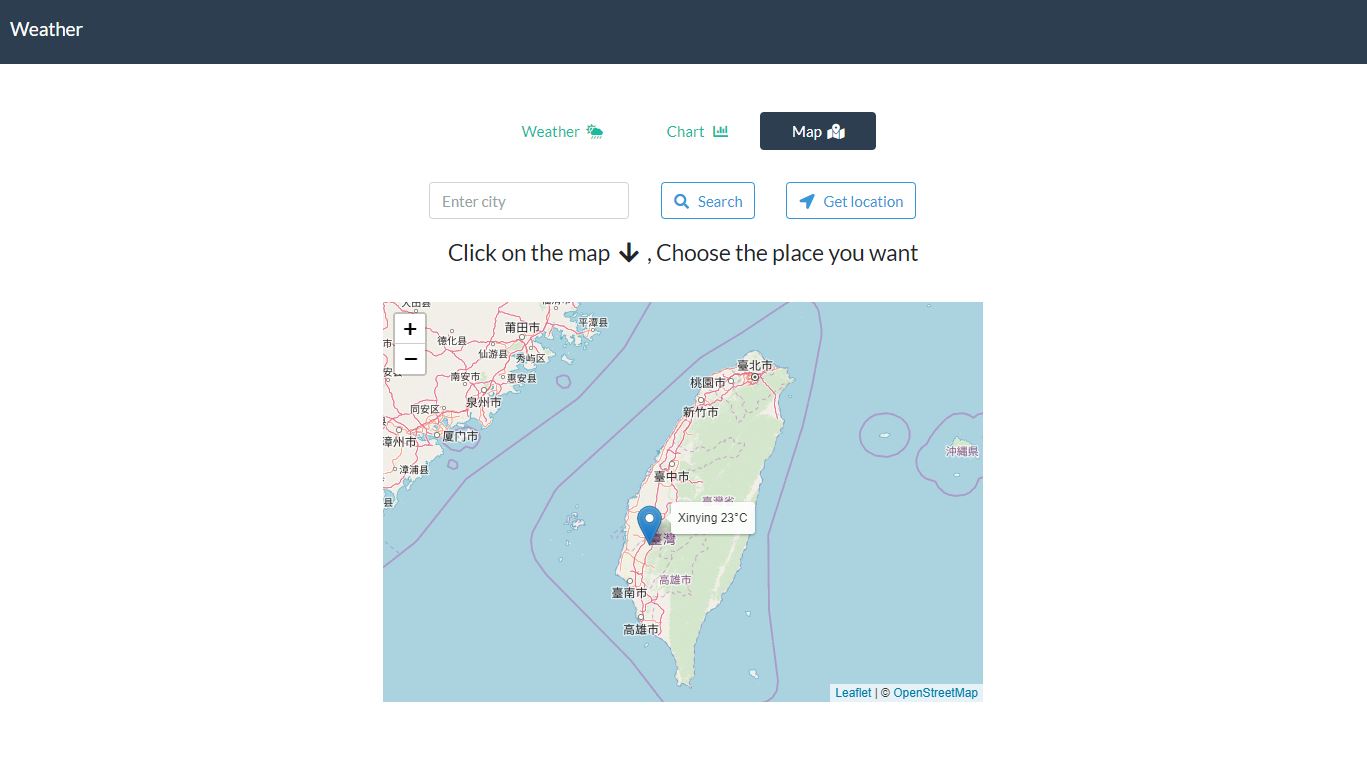 Weather
Weather
Chart
Map
Enter city
Search
Get location
Click on the map , Choose the place you want
+
−
大田县
平潭县
莆田市
德化县
仙游县
秀屿区
南安市
惠安县
泉州市
同安区
厦门市
漳州市
漳浦县
臺北市
桃園市
新竹市
臺中市
臺灣省
沖縄県
Xinying 23°C
臺灣
高雄市
臺南市
高雄市
Leaflet | © OpenStreetMap